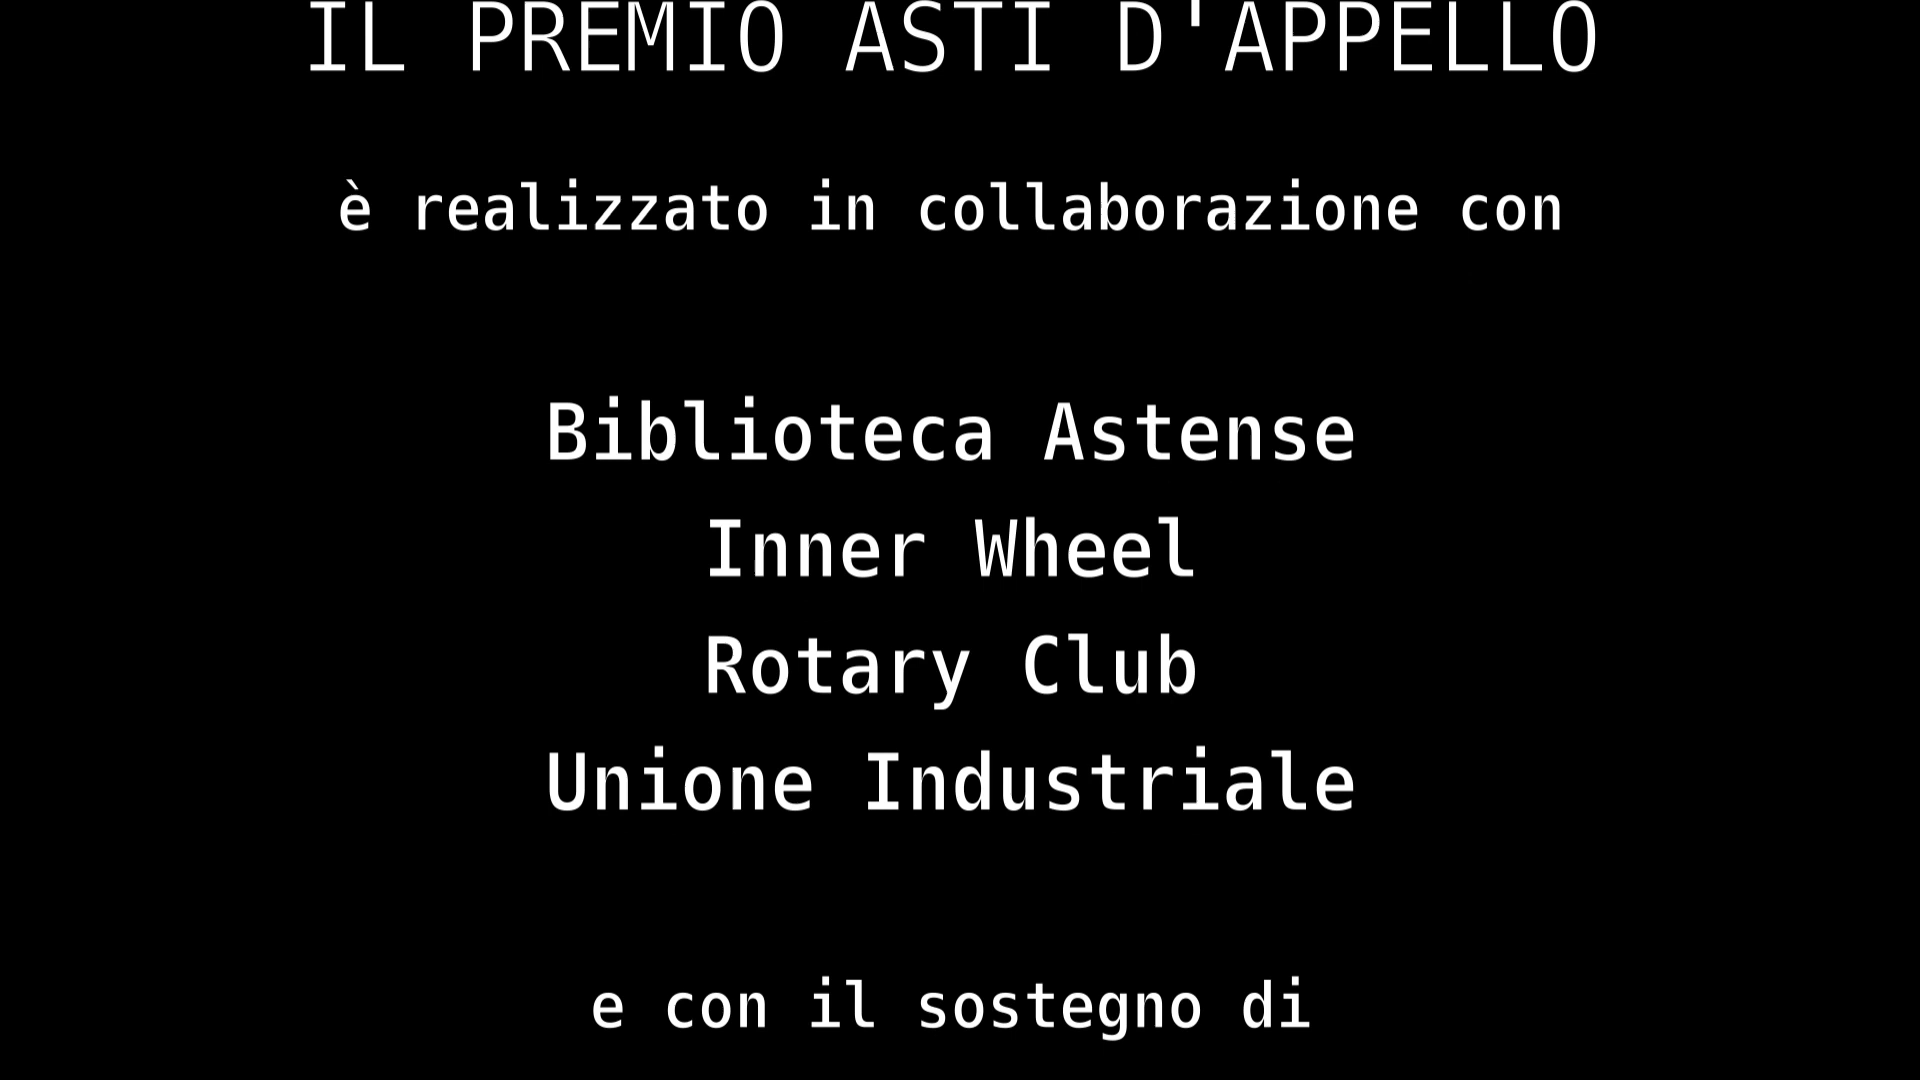 IL PREMIO ASTI D'APPELLO
è realizzato in collaborazione con
Biblioteca Astense
Inner Wheel
Rotary Club
Unione Industriale
e con il sostegno di